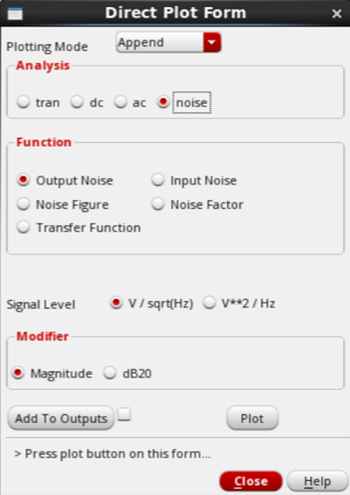 Direct Plot Form
Plotting Mode Append
Analysis
tran dc ac noise
Function
Output Noise Input Noise
Noise Figure Noise Factor
Transfer Function
Signal Level V / sqrt(Hz) V**2 / Hz
Modifier
Magnitude dB20
Add To Outputs Plot
> Press plot button on this form...
Close Help